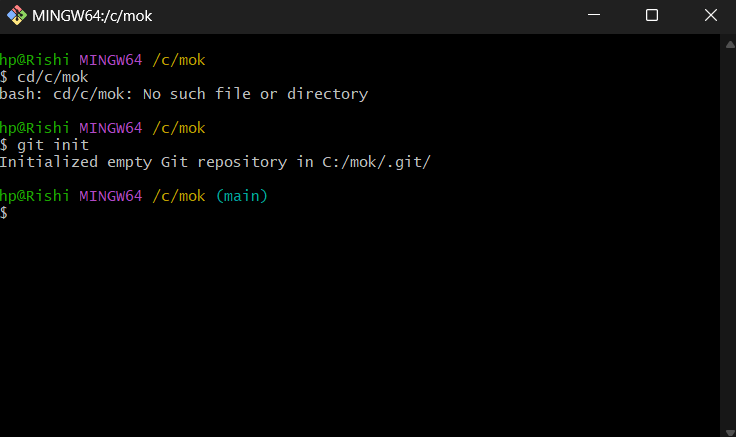 MINGW64:/c/mok
hp@Rishi MINGW64 /c/mok
$ cd/c/mok
bash: cd/c/mok: No such file or directory
hp@Rishi MINGW64 /c/mok
$ git init
Initialized empty Git repository in C:/mok/.git/
hp@Rishi MINGW64 /c/mok (main)
$